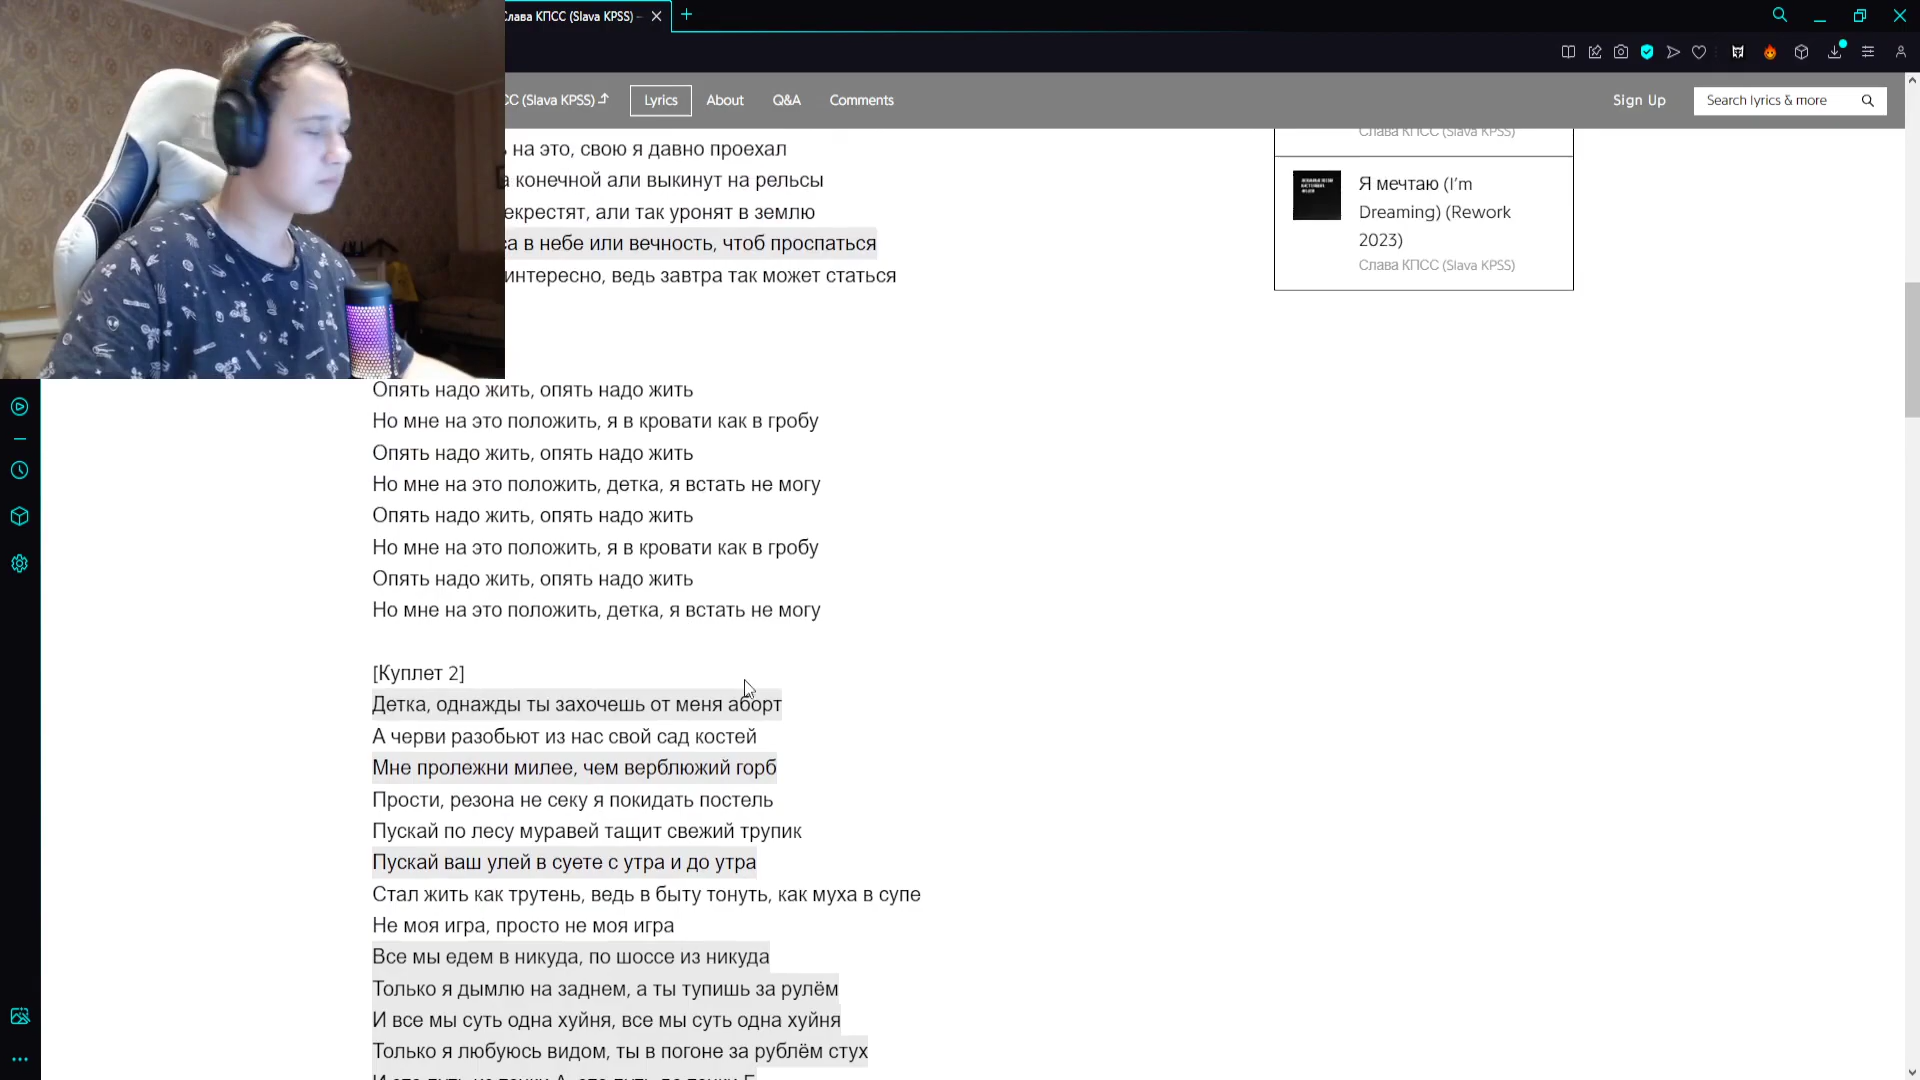 Слава КПСС (Slava KPSS) –
КПСС (Slava KPSS)
Lyrics
About
Q&A
Comments
Sign Up
Search lyrics & more
на это, свою я давно проехал
конечной али выкинут на рельсы
екрестят, али так уронят в землю
в небе или вечность, чтоб проспаться
интересно, ведь завтра так может статься
Слава КПСС (Slava KPSS)
Я мечтаю (I'm
Dreaming) (Rework
2023)
Слава КПСС (Slava KPSS)
Опять надо жить, опять надо жить
Но мне на это положить, я в кровати как в гробу
Опять надо жить, опять надо жить
Но мне на это положить, детка, я встать не могу
Опять надо жить, опять надо жить
Но мне на это положить, я в кровати как в гробу
Опять надо жить, опять надо жить
Но мне на это положить, детка, я встать не могу
[Куплет 2]
Детка, однажды ты захочешь от меня аборт
А черви разобьют из нас свой сад костей
Мне пролежни милее, чем верблюжий горб
Прости, резона не секу я покидать постель
Пускай по лесу муравей тащит свежий трупик
Пускай ваш улей в суете с утра и до утра
Стал жить как трутень, ведь в быту тонуть, как муха в супе
Не моя игра, просто не моя игра
Все мы едем в никуда, по шоссе из никуда
Только я дымлю на заднем, а ты тупишь за рулём
И все мы суть одна хуйня, все мы суть одна хуйня
Только я любуюсь видом, ты в погоне за рублём стух